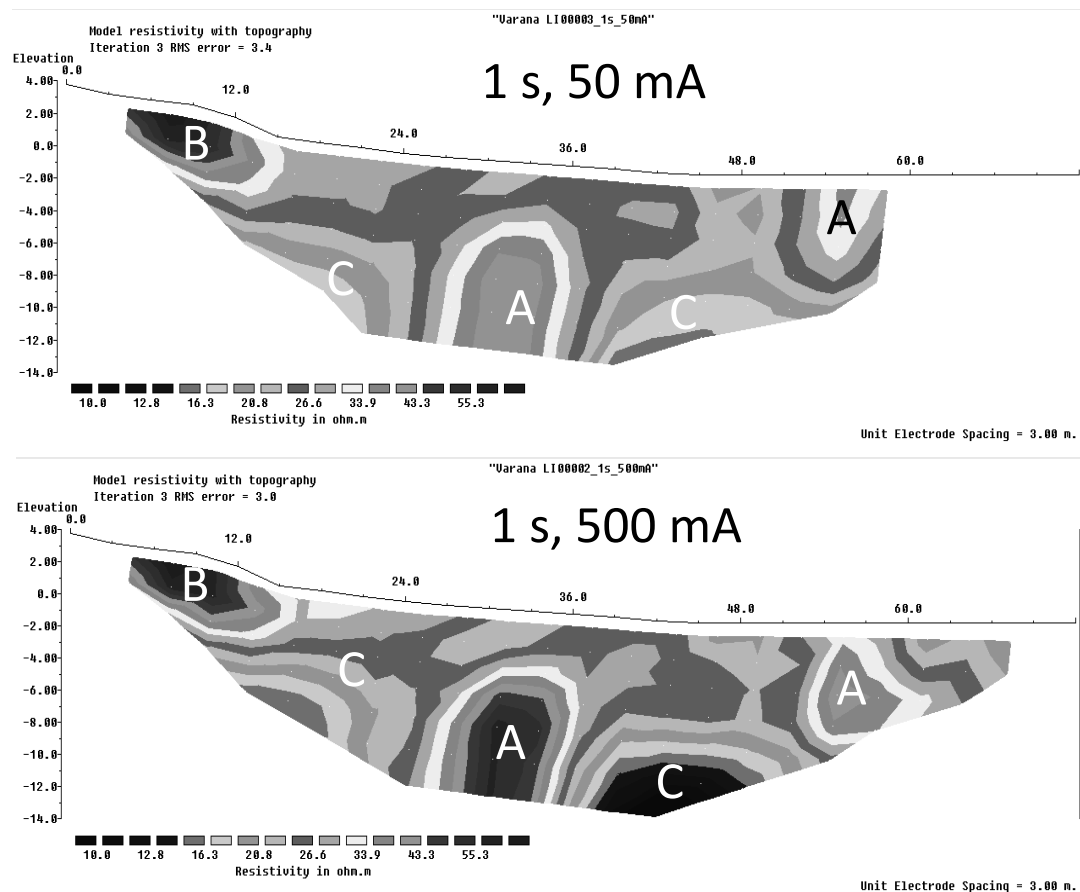 "Varana LI00003_1s_50mA"
Model resistivity with topography
Iteration 3 RMS error = 3.4
Elevation
0.0
1 s, 50 mA
4.00
12.0
2.00
B
24.0
0.0
36.0
48.0
60.0
-2.00
-4.00
A
-6.00
C
-8.00
A
C
-10.0
-12.0
-14.0
10.0 12.8 16.3 20.8 26.6 33.9 43.3 55.3
Resistivity in ohm.m
Unit Electrode Spacing = 3.00 m.
"Varana LI00002_1s_500mA"
Model resistivity with topography
Iteration 3 RMS error = 3.0
Elevation
0.0
1 s, 500 mA
4.00
12.0
2.00
B
24.0
0.0
36.0
48.0
60.0
-2.00
-4.00
C
A
-6.00
-8.00
A
-10.0
C
-12.0
-14.0
10.0 12.8 16.3 20.8 26.6 33.9 43.3 55.3
Resistivity in ohm.m
Unit Electrode Spacing = 3.00 m.